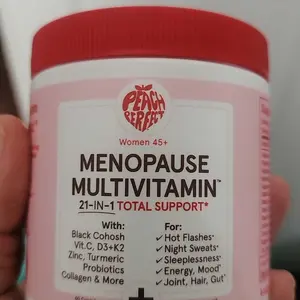 PEACH
PERFECT
Women 45+
MENOPAUSE
MULTIVITAMIN™
21-IN-1 TOTAL SUPPORT*
With:
Black Cohosh
Vit.C, D3+K2
Zinc, Turmeric
Probiotics
Collagen & More
For:
✓ Hot Flashes*
✓ Night Sweats*
✓ Sleeplessness*
✓ Energy, Mood*
✓ Joint, Hair, Gut*